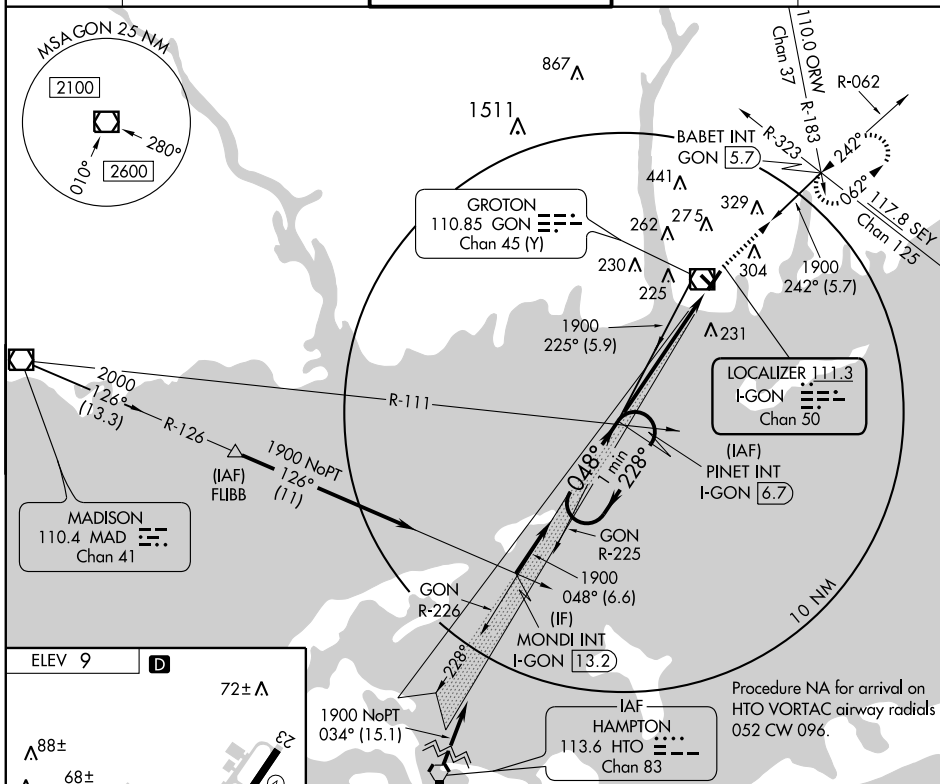 MSA GON 25 NM
2100
280°
010°
2600
867
1511
110.0 ORW
Chan 37
R-183
R-062
BABET INT
GON 5.7
R-323
242°
062°
117.8 SEY
Chan 125
441
GROTON
110.85 GON
Chan 45 (Y)
262
275
329
230
225
304
1900
242° (5.7)
1900
225° (5.9)
231
LOCALIZER 111.3
I-GON
Chan 50
2000
126°
(13.3)
R-111
R-126
(IAF)
FLIBB
1900 NoPT
126°
(11)
048°
1 min
228°
(IAF)
PINET INT
I-GON 6.7
MADISON
110.4 MAD
Chan 41
GON
R-225
1900
048° (6.6)
GON
R-226
(IF)
MONDI INT
I-GON 13.2
10 NM
228°
ELEV 9
D
72±
88±
68±
23
1900 NoPT
034° (15.1)
IAF
HAMPTON
113.6 HTO
Chan 83
Procedure NA for arrival on
HTO VORTAC airway radials
052 CW 096.